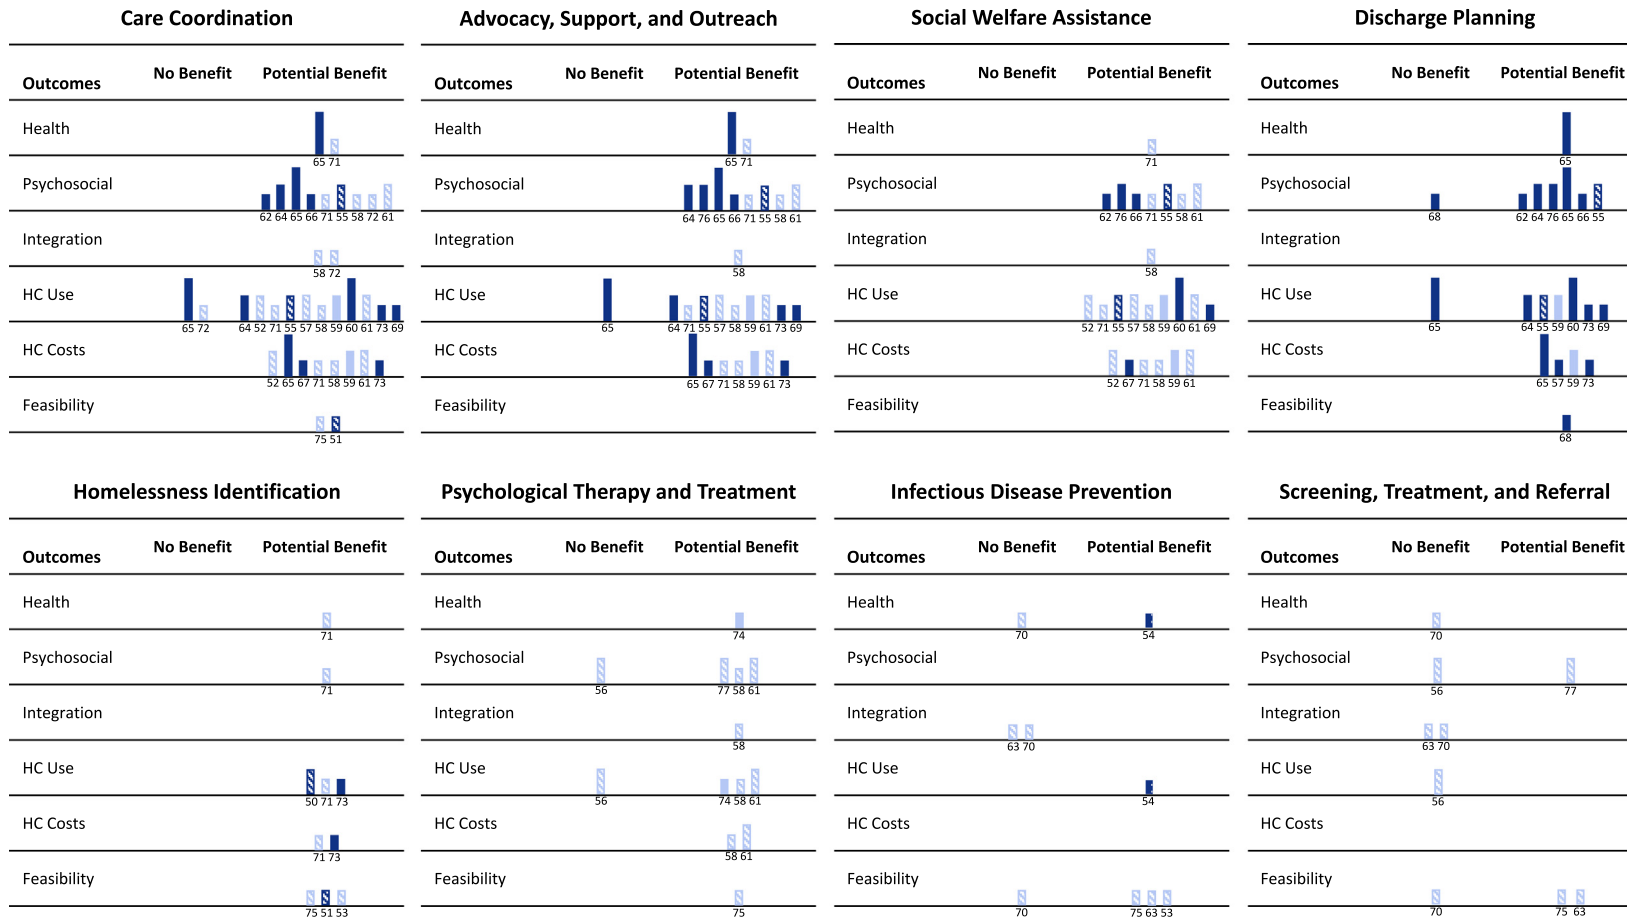 Care Coordination
Outcomes No Benefit Potential Benefit
Health
65 71
Psychosocial
62 64 65 66 71 55 58 72 61
Integration
58 72
HC Use
65 72 64 52 71 55 57 58 59 60 61 73 69
HC Costs
52 65 67 71 58 59 61 73
Feasibility
75 51
Advocacy, Support, and Outreach
Outcomes No Benefit Potential Benefit
Health
65 71
Psychosocial
64 76 65 66 71 55 58 61
Integration
58
HC Use
65 64 71 55 57 58 59 61 73 69
HC Costs
65 67 71 58 59 61 73
Feasibility
Social Welfare Assistance
Outcomes No Benefit Potential Benefit
Health
71
Psychosocial
62 76 66 71 55 58 61
Integration
58
HC Use
52 71 55 57 58 59 60 61 69
HC Costs
52 67 71 58 59 61
Feasibility
Discharge Planning
Outcomes No Benefit Potential Benefit
Health
65
Psychosocial
68 62 64 76 65 66 55
Integration
HC Use
65 64 55 59 60 73 69
HC Costs
65 57 59 73
Feasibility
68
Homelessness Identification
Outcomes No Benefit Potential Benefit
Health
71
Psychosocial
71
Integration
HC Use
50 71 73
HC Costs
71 73
Feasibility
75 51 53
Psychological Therapy and Treatment
Outcomes No Benefit Potential Benefit
Health
74
Psychosocial
56 77 58 61
Integration
58
HC Use
56 74 58 61
HC Costs
58 61
Feasibility
75
Infectious Disease Prevention
Outcomes No Benefit Potential Benefit
Health
70 54
Psychosocial
Integration
63 70
HC Use
54
HC Costs
Feasibility
70 75 63 53
Screening, Treatment, and Referral
Outcomes No Benefit Potential Benefit
Health
70
Psychosocial
56 77
Integration
63 70
HC Use
56
HC Costs
Feasibility
70 75 63